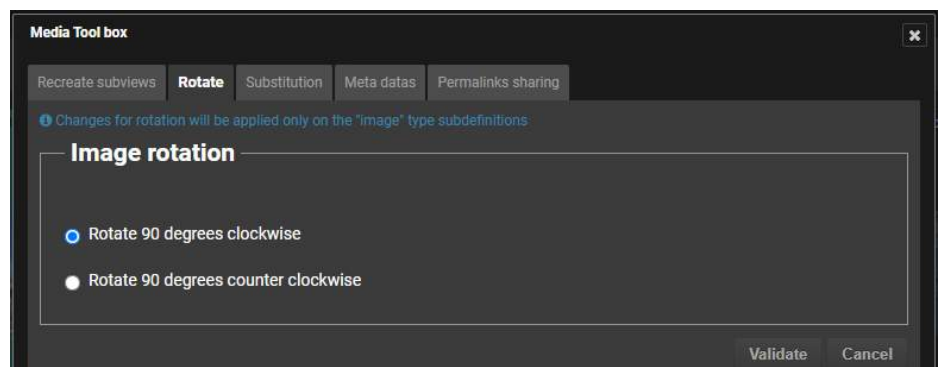 Media Tool box
Recreate subviews Rotate Substitution Meta datas Permalinks sharing
Changes for rotation will be applied only on the "image" type subdefinitions
Image rotation
Rotate 90 degrees clockwise
Rotate 90 degrees counter clockwise
Validate Cancel